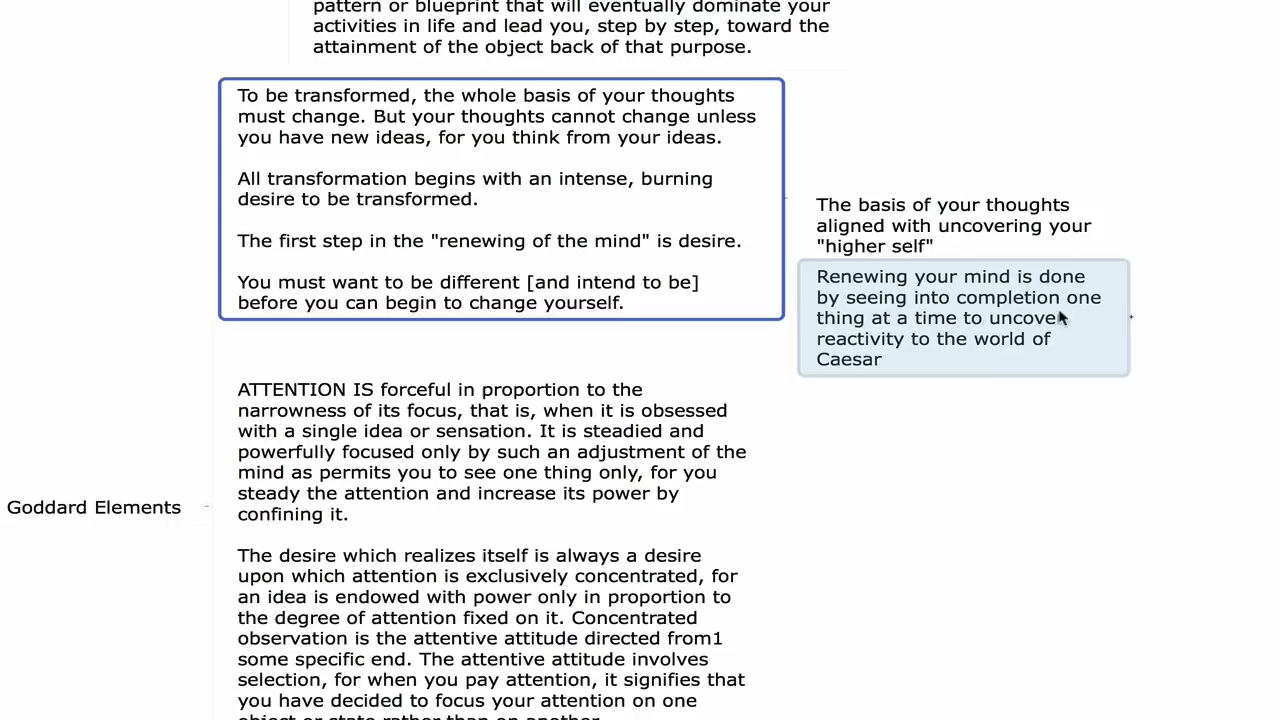 pattern or blueprint that will eventually dominate your
activities in life and lead you, step by step, toward the
attainment of the object back of that purpose.
To be transformed, the whole basis of your thoughts
must change. But your thoughts cannot change unless
you have new ideas, for you think from your ideas.
All transformation begins with an intense, burning
desire to be transformed.
The first step in the "renewing of the mind" is desire.
You must want to be different [and intend to be]
before you can begin to change yourself.
The basis of your thoughts
aligned with uncovering your
"higher self"
Renewing your mind is done
by seeing into completion one
thing at a time to uncover
reactivity to the world of
Caesar
Goddard Elements
ATTENTION IS forceful in proportion to the
narrowness of its focus, that is, when it is obsessed
with a single idea or sensation. It is steadied and
powerfully focused only by such an adjustment of the
mind as permits you to see one thing only, for you
steady the attention and increase its power by
confining it.
The desire which realizes itself is always a desire
upon which attention is exclusively concentrated, for
an idea is endowed with power only in proportion to
the degree of attention fixed on it. Concentrated
observation is the attentive attitude directed from1
some specific end. The attentive attitude involves
selection, for when you pay attention, it signifies that
you have decided to focus your attention on one
object or state rather than on another.